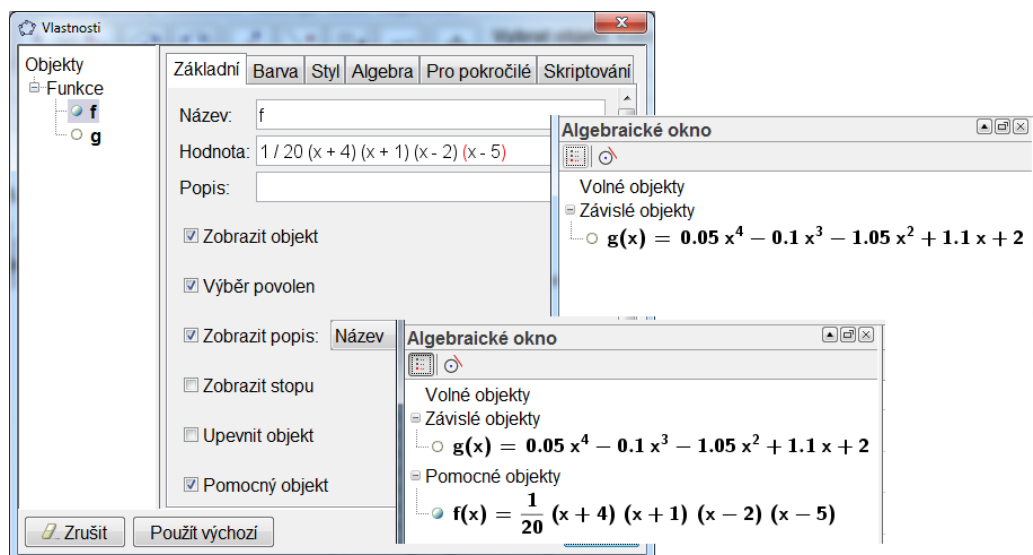 Vlastnosti
Objekty
Funkce
f
g
Základní Barva Styl Algebra Pro pokročilé Skriptování
Název: f
Hodnota: 1 / 20 (x + 4) (x + 1) (x - 2) (x - 5)
Popis:
Zobrazit objekt
Výběr povolen
Zobrazit popis: Název
Zobrazit stopu
Upevnit objekt
Pomocný objekt
Zrušit Použít výchozí
Algebraické okno
Volné objekty
Závislé objekty
g(x) = 0.05 x⁴ − 0.1 x³ − 1.05 x² + 1.1 x + 2
Algebraické okno
Volné objekty
Závislé objekty
g(x) = 0.05 x⁴ − 0.1 x³ − 1.05 x² + 1.1 x + 2
Pomocné objekty
f(x) = 1/20 (x + 4) (x + 1) (x − 2) (x − 5)